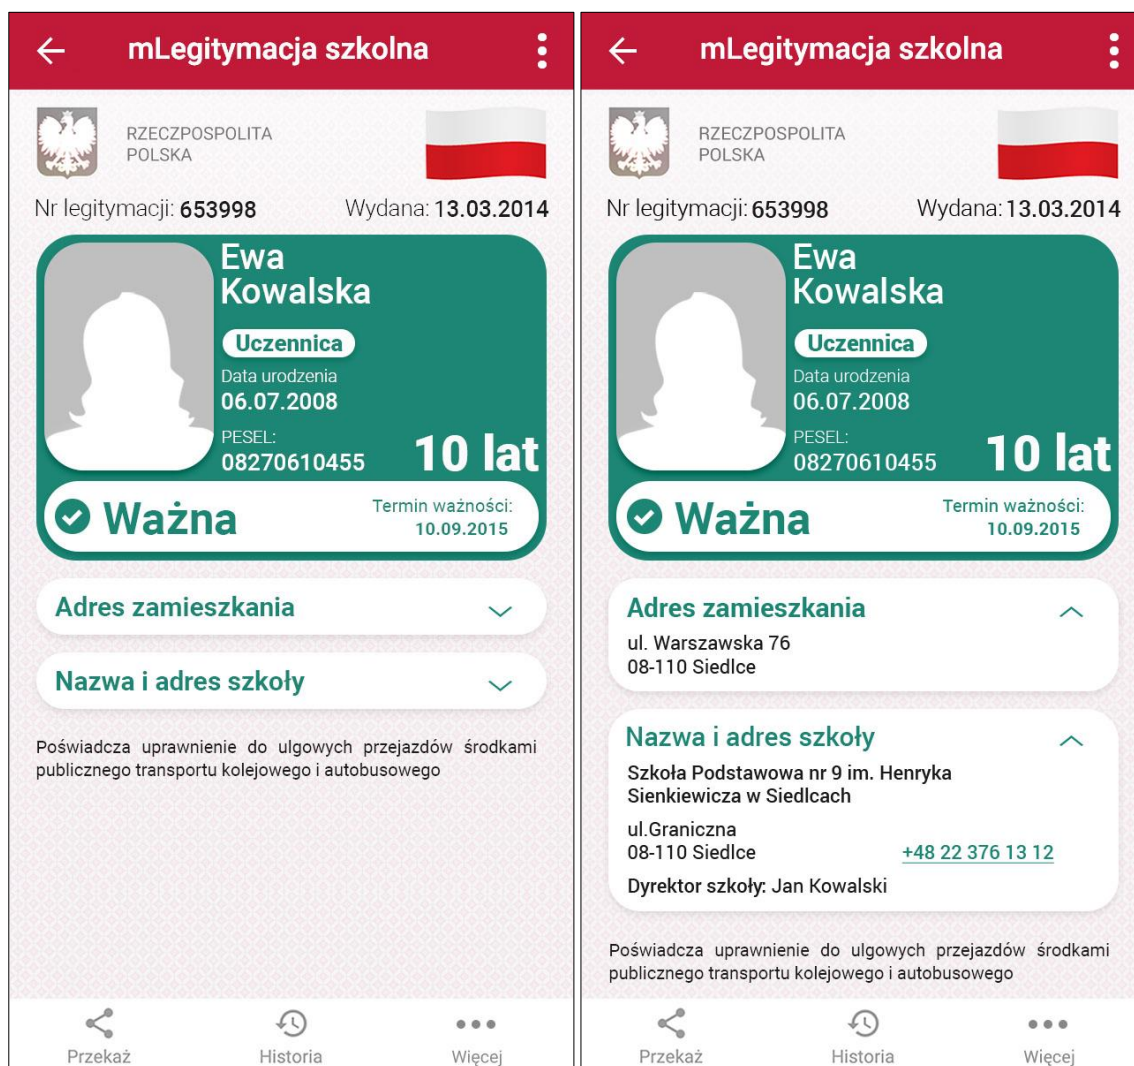 mLegitymacja szkolna
RZECZPOSPOLITA
POLSKA
Nr legitymacji: 653998 Wydana: 13.03.2014
Ewa
Kowalska
Uczennica
Data urodzenia
06.07.2008
PESEL:
08270610455
10 lat
Ważna
Termin ważności:
10.09.2015
Adres zamieszkania
Nazwa i adres szkoły
Poświadcza uprawnienie do ulgowych przejazdów środkami
publicznego transportu kolejowego i autobusowego
Przekaż Historia Więcej
mLegitymacja szkolna
RZECZPOSPOLITA
POLSKA
Nr legitymacji: 653998 Wydana: 13.03.2014
Ewa
Kowalska
Uczennica
Data urodzenia
06.07.2008
PESEL:
08270610455
10 lat
Ważna
Termin ważności:
10.09.2015
Adres zamieszkania
ul. Warszawska 76
08-110 Siedlce
Nazwa i adres szkoły
Szkoła Podstawowa nr 9 im. Henryka
Sienkiewicza w Siedlcach
ul.Graniczna
08-110 Siedlce +48 22 376 13 12
Dyrektor szkoły: Jan Kowalski
Poświadcza uprawnienie do ulgowych przejazdów środkami
publicznego transportu kolejowego i autobusowego
Przekaż Historia Więcej